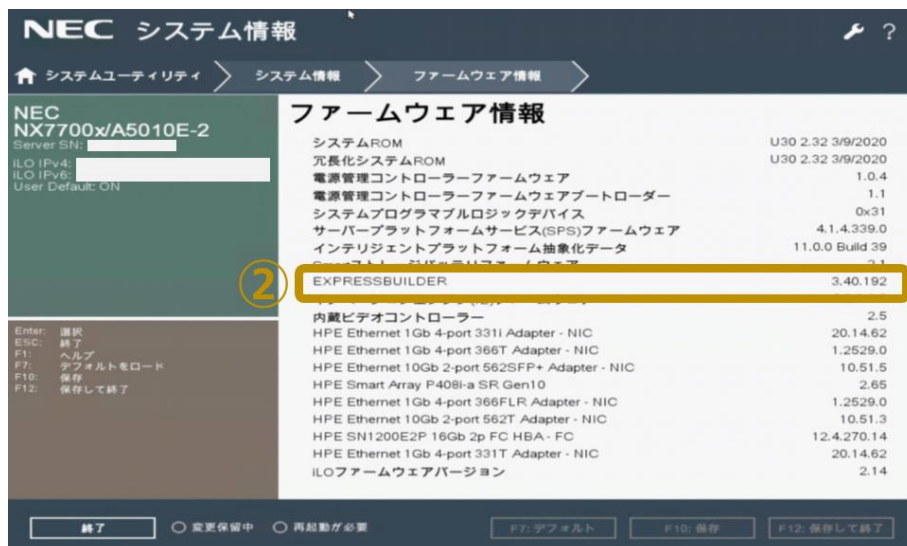 NEC システム情報
?
システムユーティリティ
システム情報
ファームウェア情報
NEC
NX7700x/A5010E-2
Server SN:
iLO IPv4:
iLO IPv6:
User Default: ON
Enter: 選択
ESC: 終了
F1: ヘルプ
F7: デフォルトをロード
F10: 保存
F12: 保存して終了
ファームウェア情報
システムROM U30 2.32 3/9/2020
冗長化システムROM U30 2.32 3/9/2020
電源管理コントローラーファームウェア 1.0.4
電源管理コントローラーファームウェアブートローダー 1.1
システムプログラマブルロジックデバイス 0x31
サーバープラットフォームサービス(SPS)ファームウェア 4.1.4.339.0
インテリジェントプラットフォーム抽象化データ 11.0.0 Build 39
②
EXPRESSBUILDER 3.40.192
内蔵ビデオコントローラー 2.5
HPE Ethernet 1Gb 4-port 331i Adapter - NIC 20.14.62
HPE Ethernet 1Gb 4-port 366T Adapter - NIC 1.2529.0
HPE Ethernet 10Gb 2-port 562SFP+ Adapter - NIC 10.51.5
HPE Smart Array P408i-a SR Gen10 2.65
HPE Ethernet 1Gb 4-port 366FLR Adapter - NIC 1.2529.0
HPE Ethernet 10Gb 2-port 562T Adapter - NIC 10.51.3
HPE SN1200E2P 16Gb 2p FC HBA - FC 12.4.270.14
HPE Ethernet 1Gb 4-port 331T Adapter - NIC 20.14.62
iLOファームウェアバージョン 2.14
終了
変更保留中
再起動が必要
F7: デフォルト
F10: 保存
F12: 保存して終了